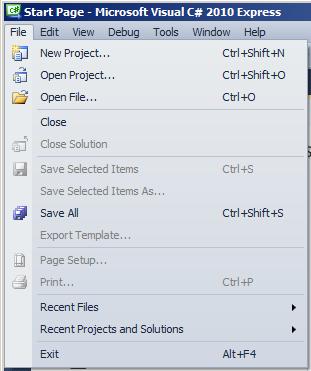 C# Start Page - Microsoft Visual C# 2010 Express
File Edit View Debug Tools Window Help
New Project... Ctrl+Shift+N
Open Project... Ctrl+Shift+O
Open File... Ctrl+O
Close
Close Solution
Save Selected Items Ctrl+S
Save Selected Items As...
Save All Ctrl+Shift+S
Export Template...
Page Setup...
Print... Ctrl+P
Recent Files
Recent Projects and Solutions
Exit Alt+F4